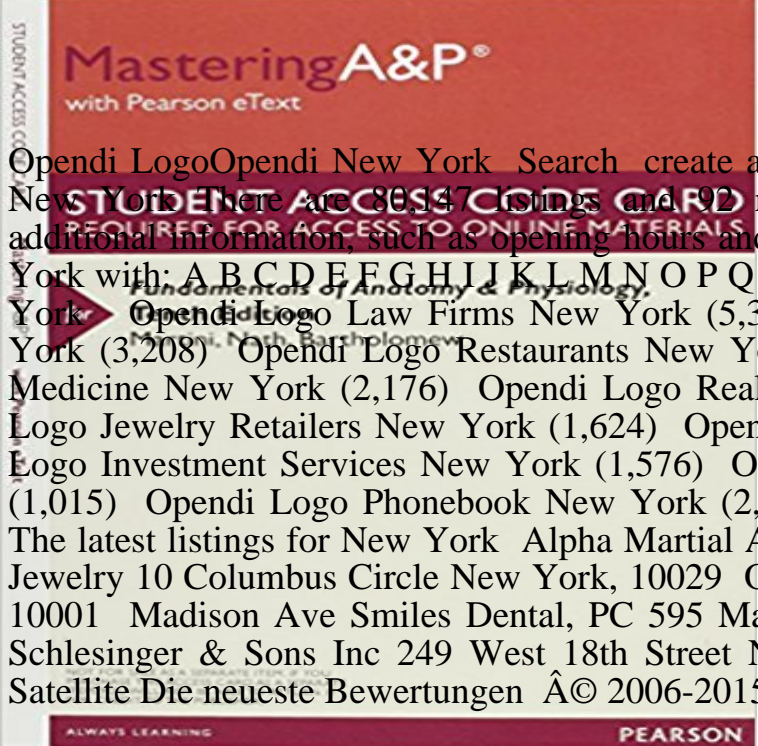 MasteringA&P®
with Pearson eText
Opendi LogoOpendi New York Search create a
New York There are 80,147 listings and 92
STUDENT ACCESS CODE CARD
additional information, such as opening hours and
REQUIRED FOR ACCESS TO ONLINE MATERIALS
York with: A B C D E F G H I J K L M N O P Q
Fundamentals of Anatomy & Physiology,
York Opendi Logo Law Firms New York (5,3
Tenth Edition
York (3,208) Opendi Logo Restaurants New Y
Martini, Nath, Bartholomew
Medicine New York (2,176) Opendi Logo Real
Logo Jewelry Retailers New York (1,624) Open
Logo Investment Services New York (1,576) O
(1,015) Opendi Logo Phonebook New York (2,
The latest listings for New York Alpha Martial A
Jewelry 10 Columbus Circle New York, 10029
10001 Madison Ave Smiles Dental, PC 595 Ma
Schlesinger & Sons Inc 249 West 18th Street N
Satellite Die neueste Bewertungen Â© 2006-2015
ALWAYS LEARNING
PEARSON
STUDENT ACCESS CODE